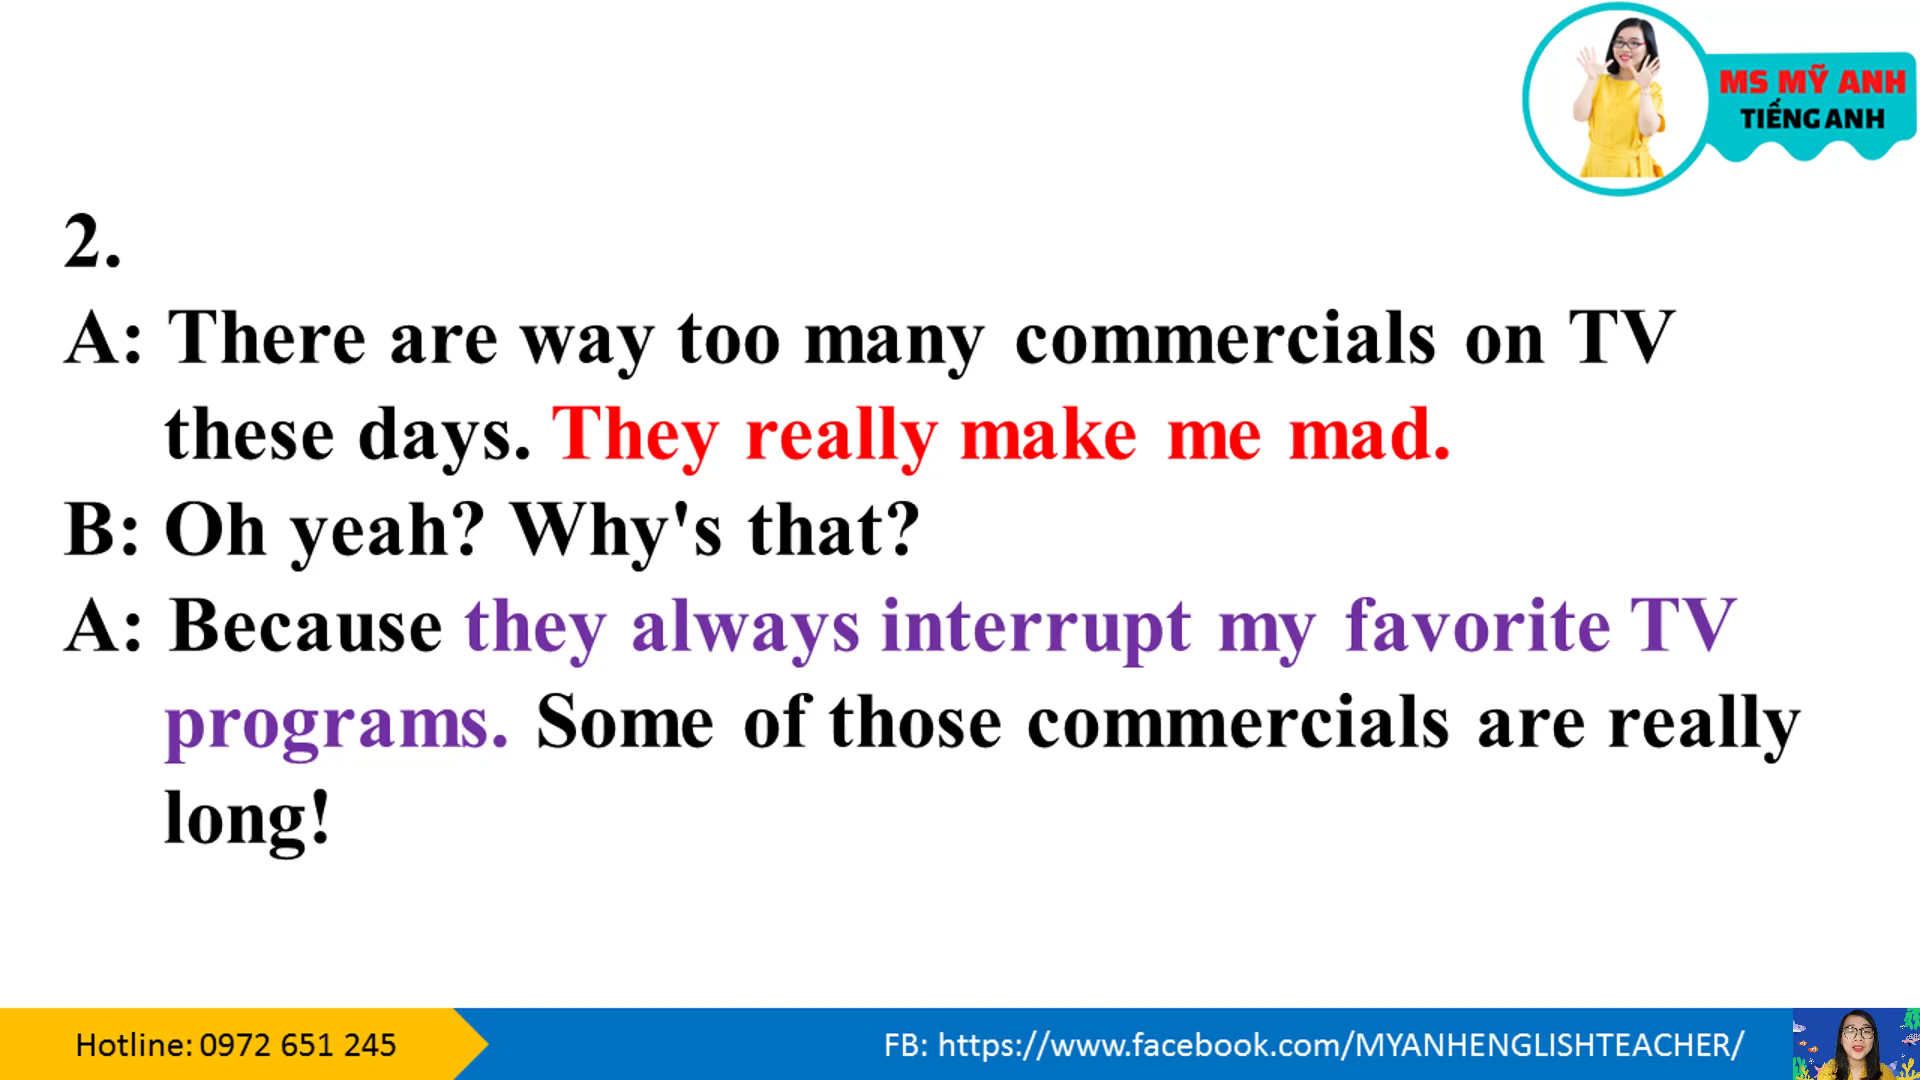 MS MỸ ANH
TIẾNG ANH
2.
A: There are way too many commercials on TV
these days. They really make me mad.
B: Oh yeah? Why's that?
A: Because they always interrupt my favorite TV
programs. Some of those commercials are really
long!
Hotline: 0972 651 245
FB: https://www.facebook.com/MYANHENGLISHTEACHER/